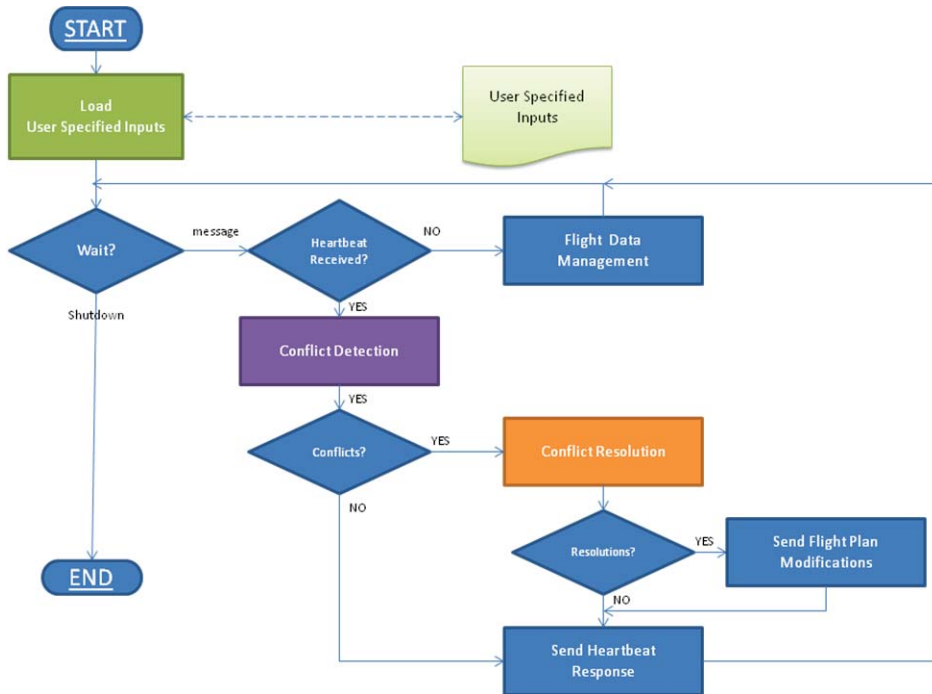 START
Load
User Specified Inputs
User Specified
Inputs
Wait?
message
Heartbeat
Received?
NO
Flight Data
Management
Shutdown
YES
Conflict Detection
YES
Conflicts?
YES
Conflict Resolution
NO
Resolutions?
YES
Send Flight Plan
Modifications
END
NO
Send Heartbeat
Response